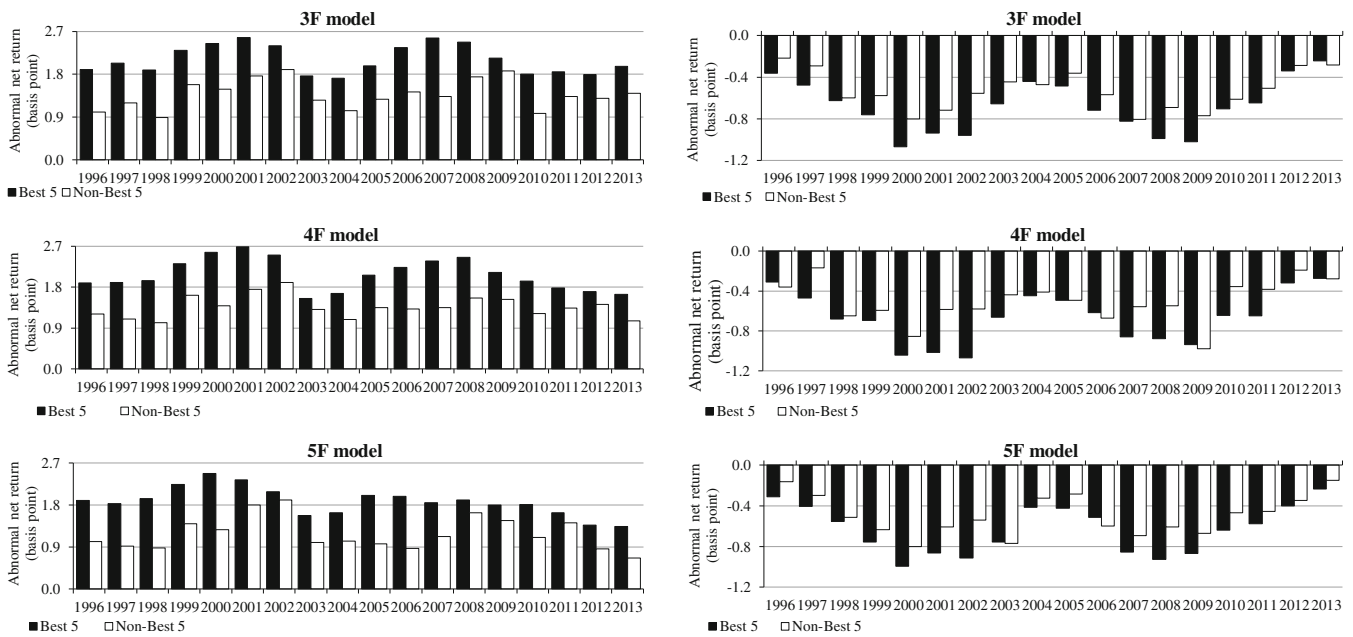 3F model
2.7
1.8
0.9
0.0
Abnormal net return
(basis point)
1996 1997 1998 1999 2000 2001 2002 2003 2004 2005 2006 2007 2008 2009 2010 2011 2012 2013
Best 5 Non-Best 5
3F model
0.0
-0.4
-0.8
-1.2
Abnormal net return
(basis point)
1996 1997 1998 1999 2000 2001 2002 2003 2004 2005 2006 2007 2008 2009 2010 2011 2012 2013
Best 5 Non-Best 5
4F model
2.7
1.8
0.9
0.0
Abnormal net return
(basis point)
1996 1997 1998 1999 2000 2001 2002 2003 2004 2005 2006 2007 2008 2009 2010 2011 2012 2013
Best 5 Non-Best 5
4F model
0.0
-0.4
-0.8
-1.2
Abnormal net return
(basis point)
1996 1997 1998 1999 2000 2001 2002 2003 2004 2005 2006 2007 2008 2009 2010 2011 2012 2013
Best 5 Non-Best 5
5F model
2.7
1.8
0.9
0.0
Abnormal net return
(basis point)
1996 1997 1998 1999 2000 2001 2002 2003 2004 2005 2006 2007 2008 2009 2010 2011 2012 2013
Best 5 Non-Best 5
5F model
0.0
-0.4
-0.8
-1.2
Abnormal net return
(basis point)
1996 1997 1998 1999 2000 2001 2002 2003 2004 2005 2006 2007 2008 2009 2010 2011 2012 2013
Best 5 Non-Best 5